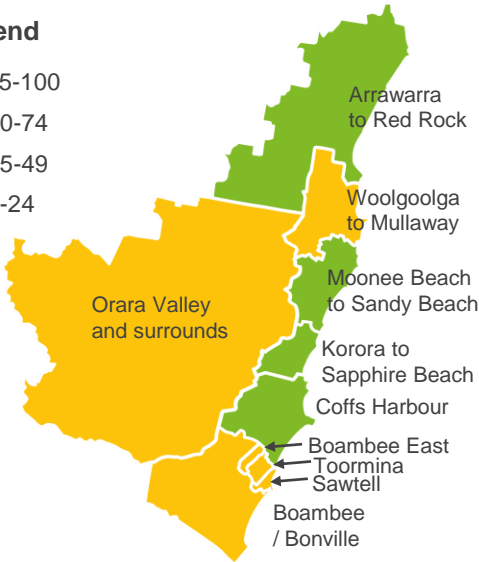 end
5-100
0-74
5-49
-24
Arrawarra
to Red Rock
Woolgoolga
to Mullaway
Moonee Beach
to Sandy Beach
Orara Valley
and surrounds
Korora to
Sapphire Beach
Coffs Harbour
Boambee East
Toormina
Sawtell
Boambee
/ Bonville